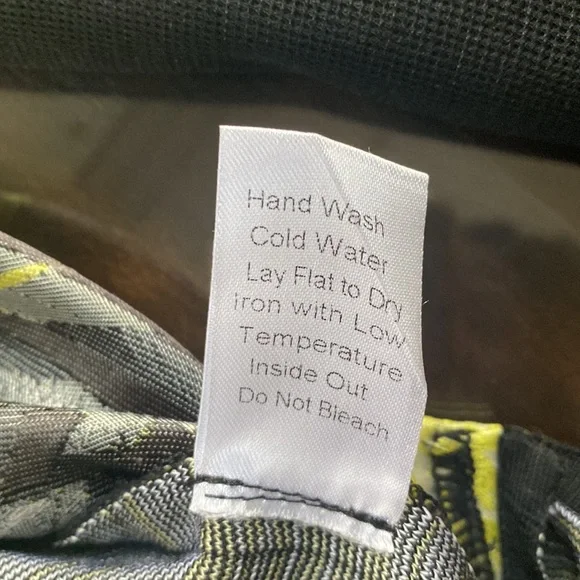 Hand Wash
Cold Water
Lay Flat to Dry
iron with Low
Temperature
Inside Out
Do Not Bleach